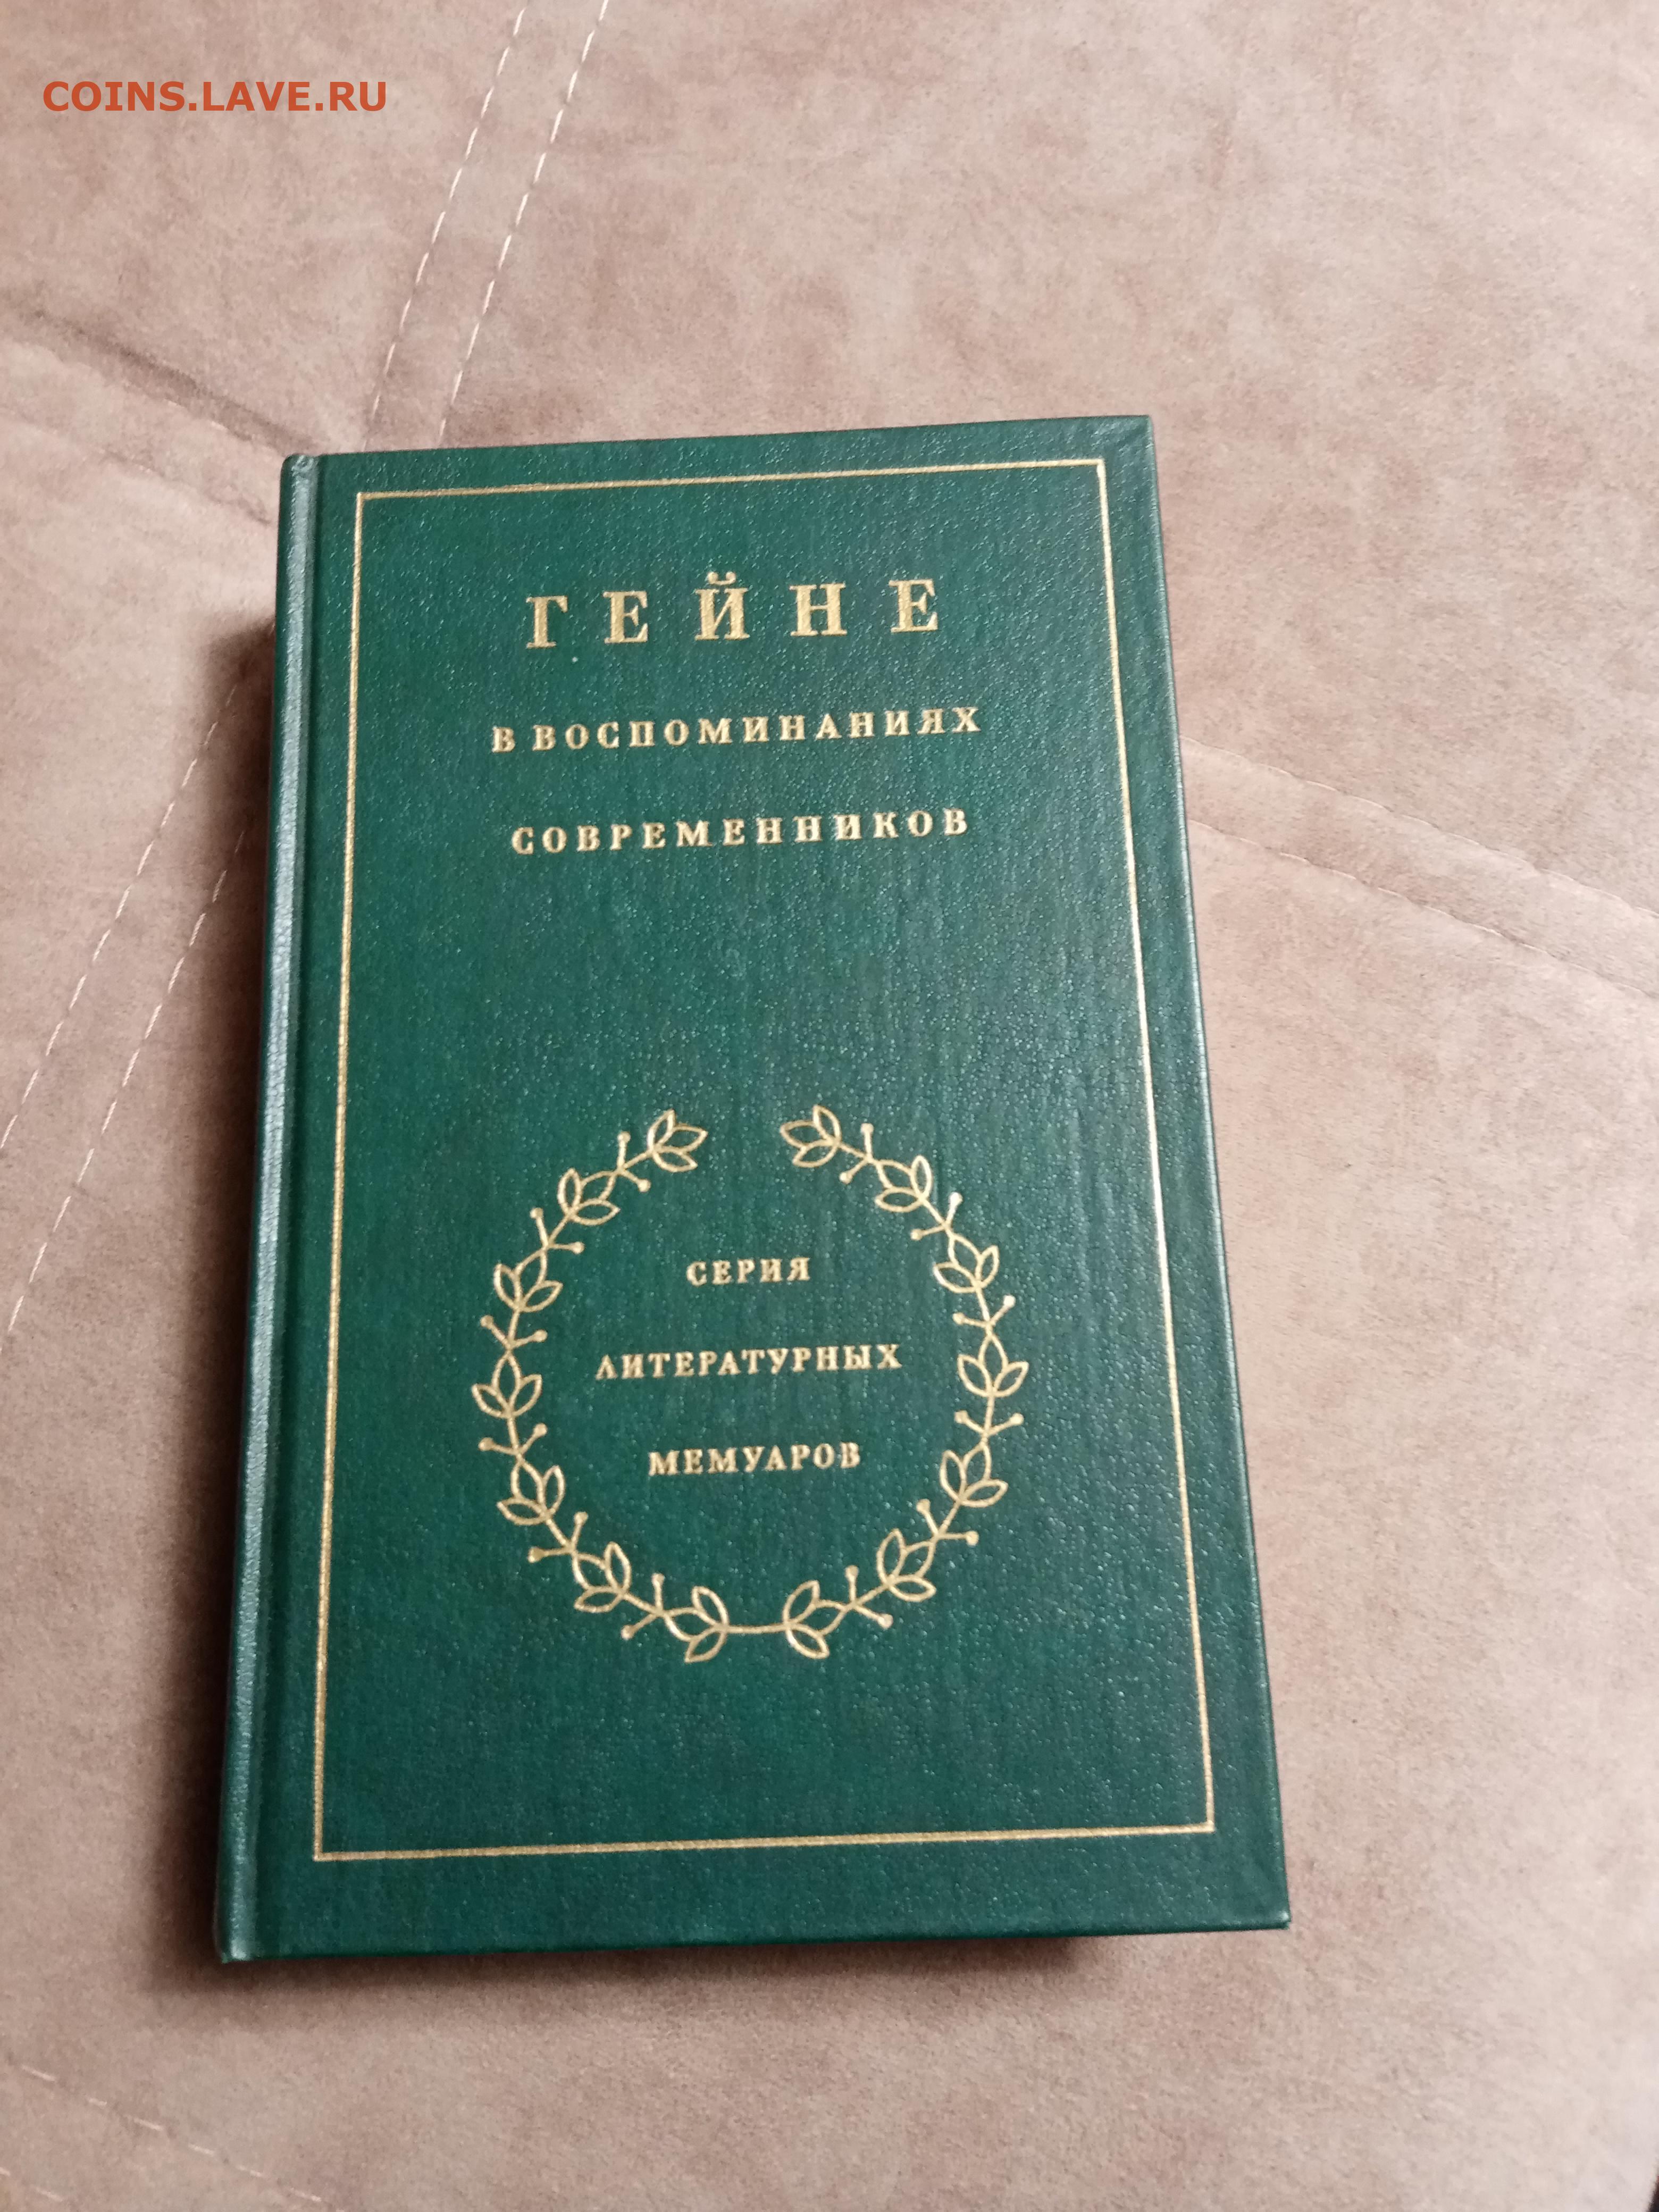 COINS.LAVE.RU
ГЕЙНЕ
В ВОСПОМИНАНИЯХ
СОВРЕМЕННИКОВ
СЕРИЯ
ЛИТЕРАТУРНЫХ
МЕМУАРОВ